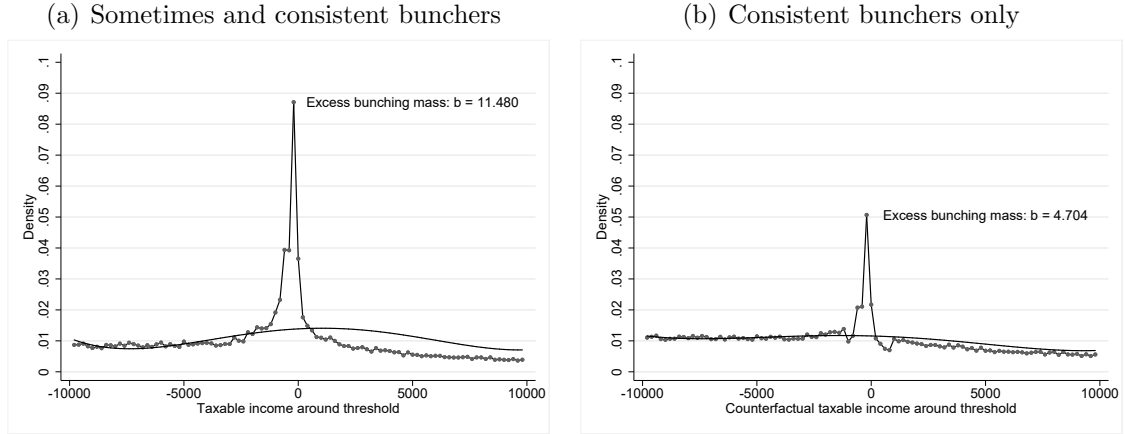 (a) Sometimes and consistent bunchers
Density
.1
.09
.08
.07
.06
.05
.04
.03
.02
.01
0
Excess bunching mass: b = 11.480
-10000 -5000 0 5000 10000
Taxable income around threshold
(b) Consistent bunchers only
Density
.1
.09
.08
.07
.06
.05
.04
.03
.02
.01
0
Excess bunching mass: b = 4.704
-10000 -5000 0 5000 10000
Counterfactual taxable income around threshold